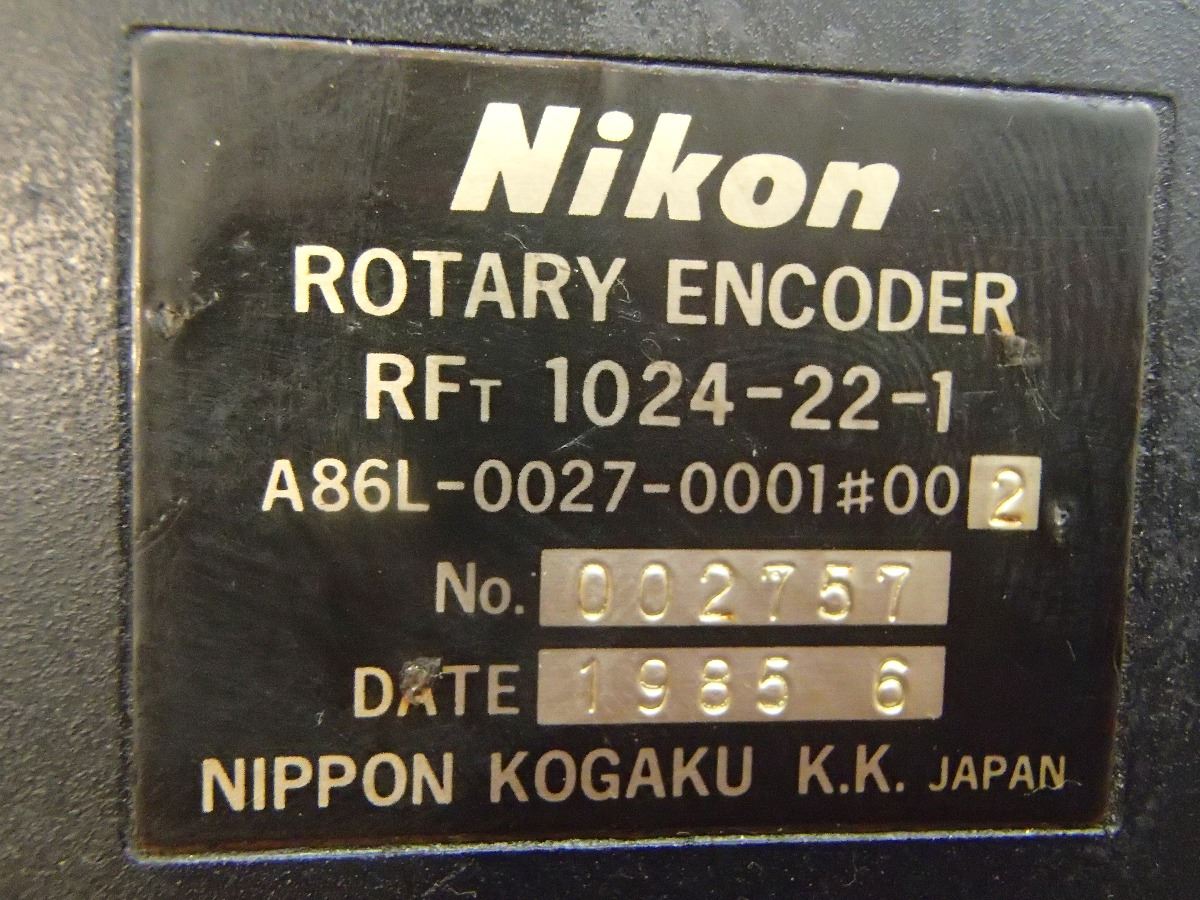 Nikon
ROTARY ENCODER
RFT 1024-22-1
A86L-0027-0001#002
No. 002757
DATE 1985 6
NIPPON KOGAKU K.K. JAPAN